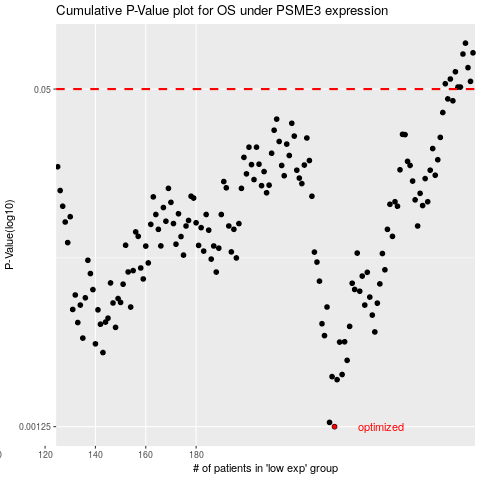 Cumulative P-Value plot for OS under PSME3 expression
0.05
P-Value(log10)
0.00125
optimized
0 120 140 160 180
# of patients in 'low exp' group